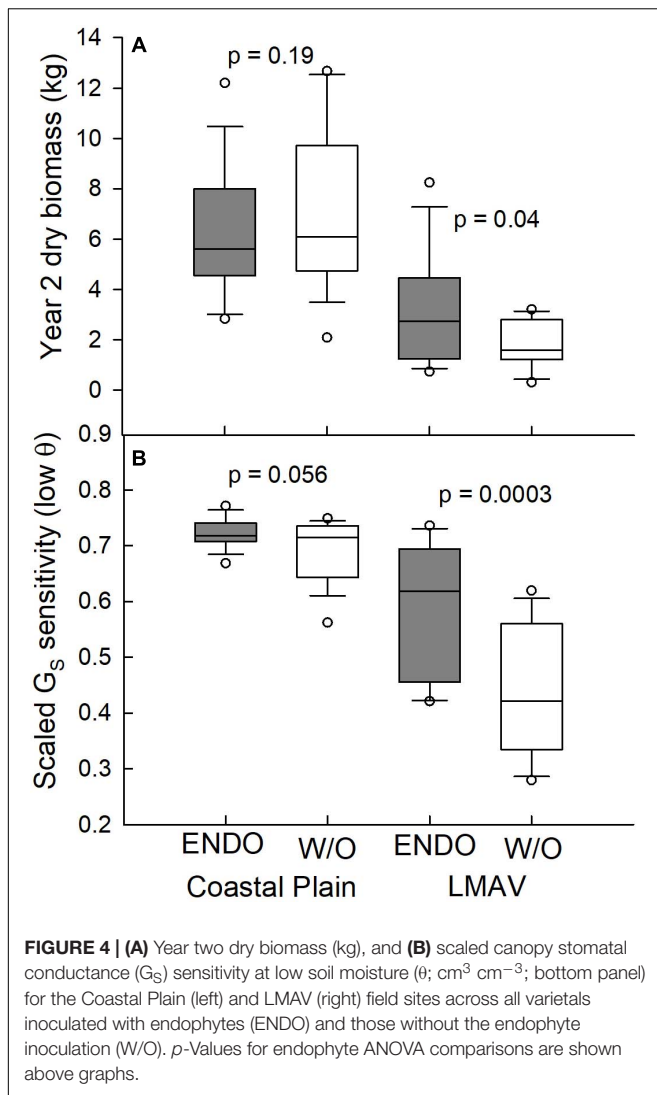 A
p = 0.19
p = 0.04
Year 2 dry biomass (kg)
14
12
10
8
6
4
2
0
B
p = 0.056
p = 0.0003
Scaled G_S sensitivity (low θ)
0.9
0.8
0.7
0.6
0.5
0.4
0.3
0.2
ENDO W/O ENDO W/O
Coastal Plain LMAV
FIGURE 4 | (A) Year two dry biomass (kg), and (B) scaled canopy stomatal
conductance (G_S) sensitivity at low soil moisture (θ; cm³ cm⁻³; bottom panel)
for the Coastal Plain (left) and LMAV (right) field sites across all varietals
inoculated with endophytes (ENDO) and those without the endophyte
inoculation (W/O). p-Values for endophyte ANOVA comparisons are shown
above graphs.